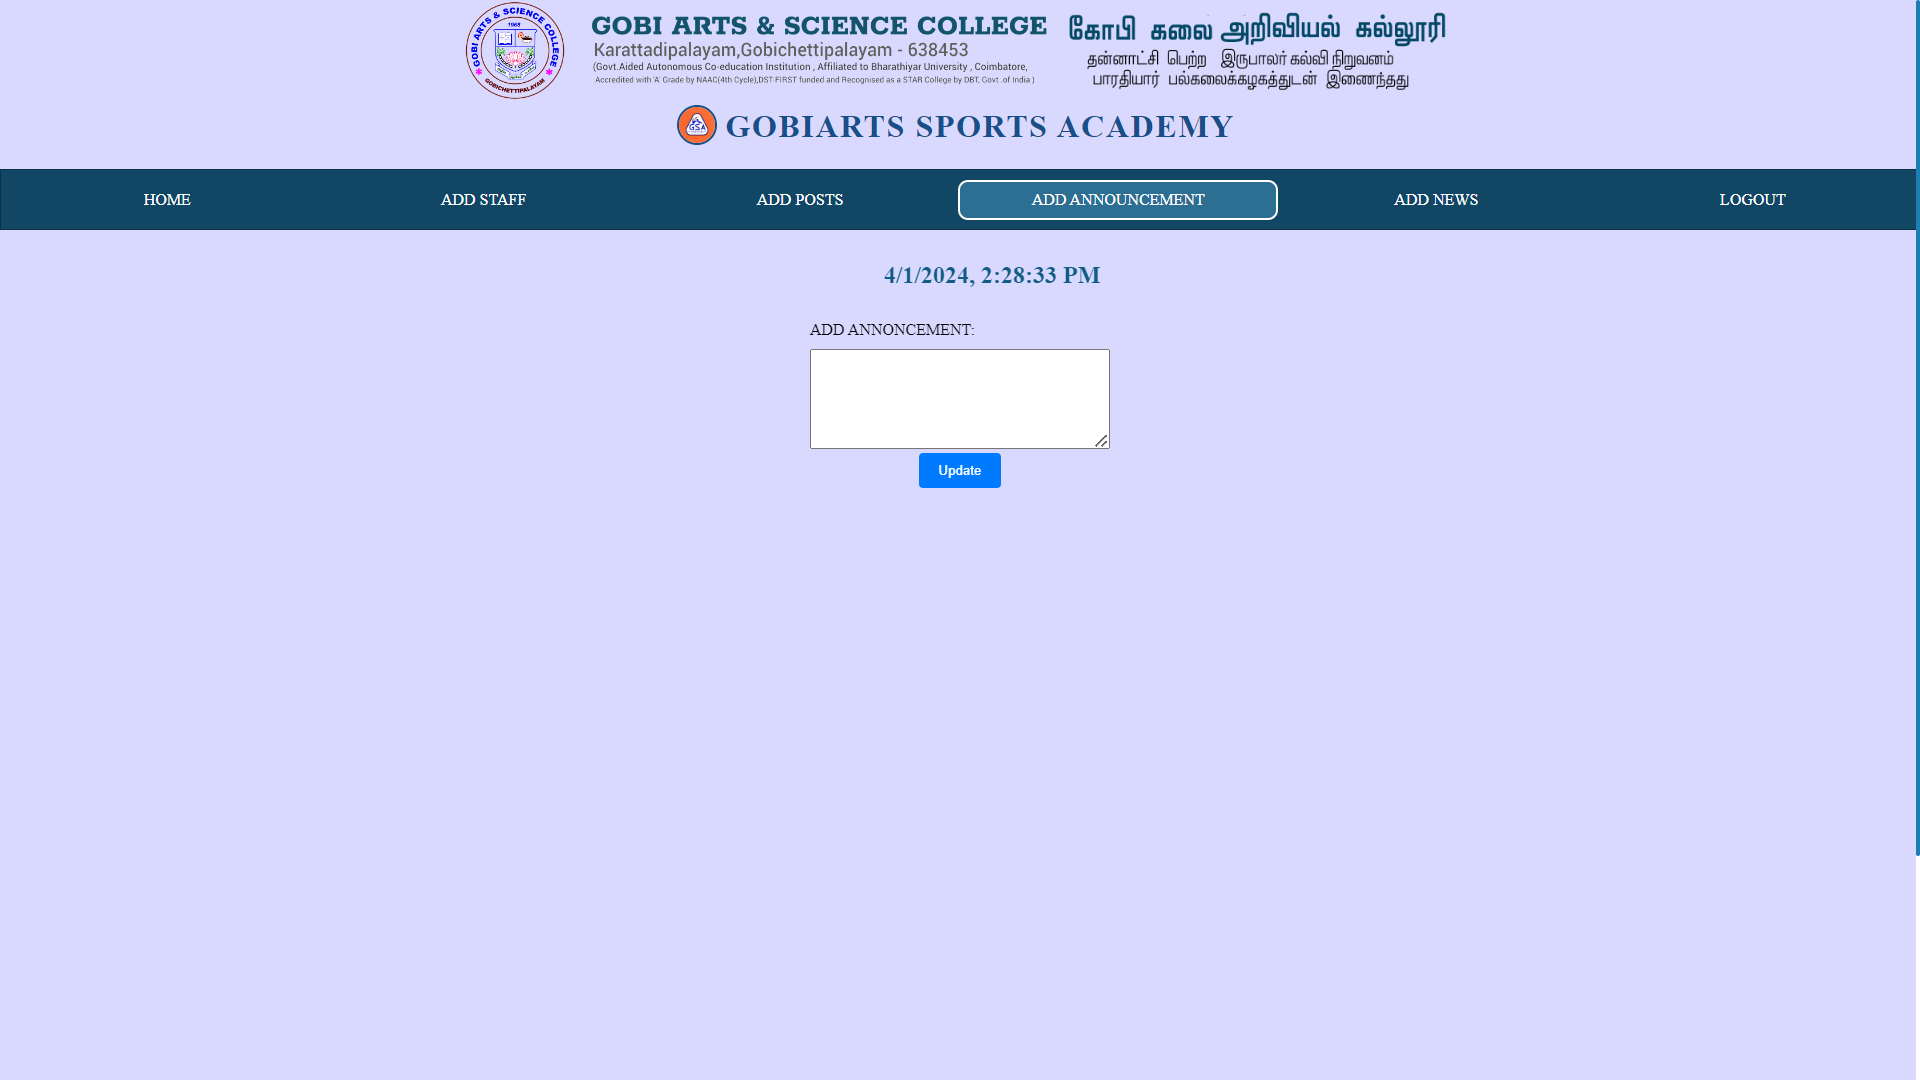 GOBI ARTS & SCIENCE COLLEGE
1968
GOBICHETTIPALAYAM
GOBI ARTS & SCIENCE COLLEGE
Karattadipalayam,Gobichettipalayam - 638453
(Govt.Aided Autonomous Co-education Institution , Affiliated to Bharathiyar University , Coimbatore,
Accredited with 'A' Grade by NAAC(4th Cycle),DST-FIRST funded and Recognised as a STAR College by DBT, Govt .of India )
கோபி கலை அறிவியல் கல்லூரி
தன்னாட்சி பெற்ற இருபாலர் கல்வி நிறுவனம்
பாரதியார் பல்கலைக்கழகத்துடன் இணைந்தது
GSA
GOBIARTS SPORTS ACADEMY
HOME
ADD STAFF
ADD POSTS
ADD ANNOUNCEMENT
ADD NEWS
LOGOUT
4/1/2024, 2:28:33 PM
ADD ANNONCEMENT:
Update